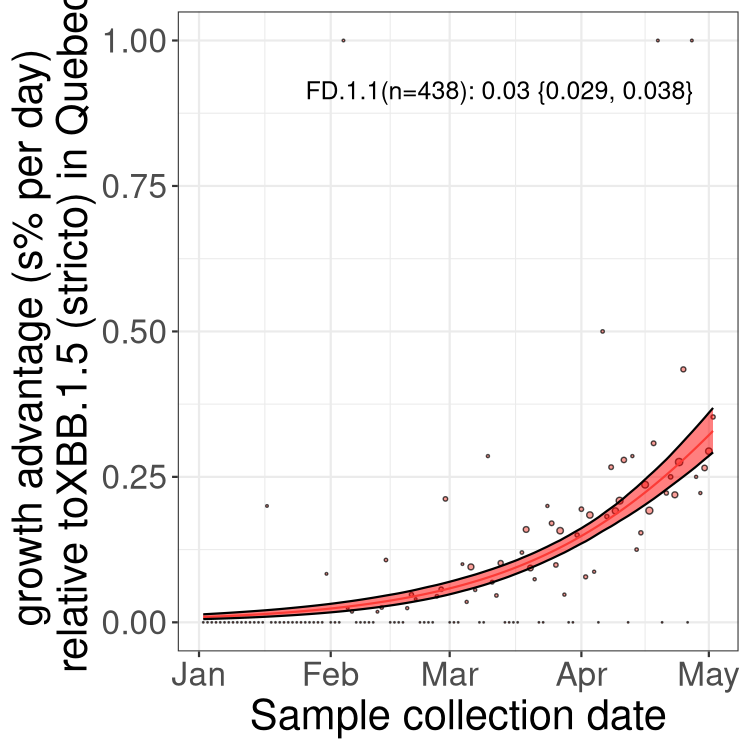 growth advantage (s% per day)
relative toXBB.1.5 (stricto) in Quebec
1.00
0.75
0.50
0.25
0.00
FD.1.1(n=438): 0.03 {0.029, 0.038}
Jan Feb Mar Apr May
Sample collection date